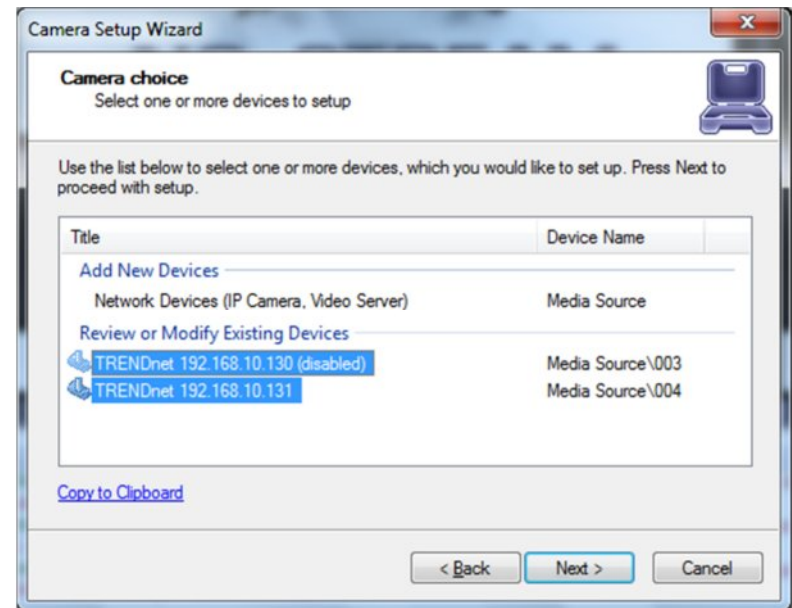 Camera Setup Wizard
Camera choice
Select one or more devices to setup
Use the list below to select one or more devices, which you would like to set up. Press Next to
proceed with setup.
Title Device Name
Add New Devices
Network Devices (IP Camera, Video Server) Media Source
Review or Modify Existing Devices
TRENDnet 192.168.10.130 (disabled) Media Source\003
TRENDnet 192.168.10.131 Media Source\004
Copy to Clipboard
< Back Next > Cancel